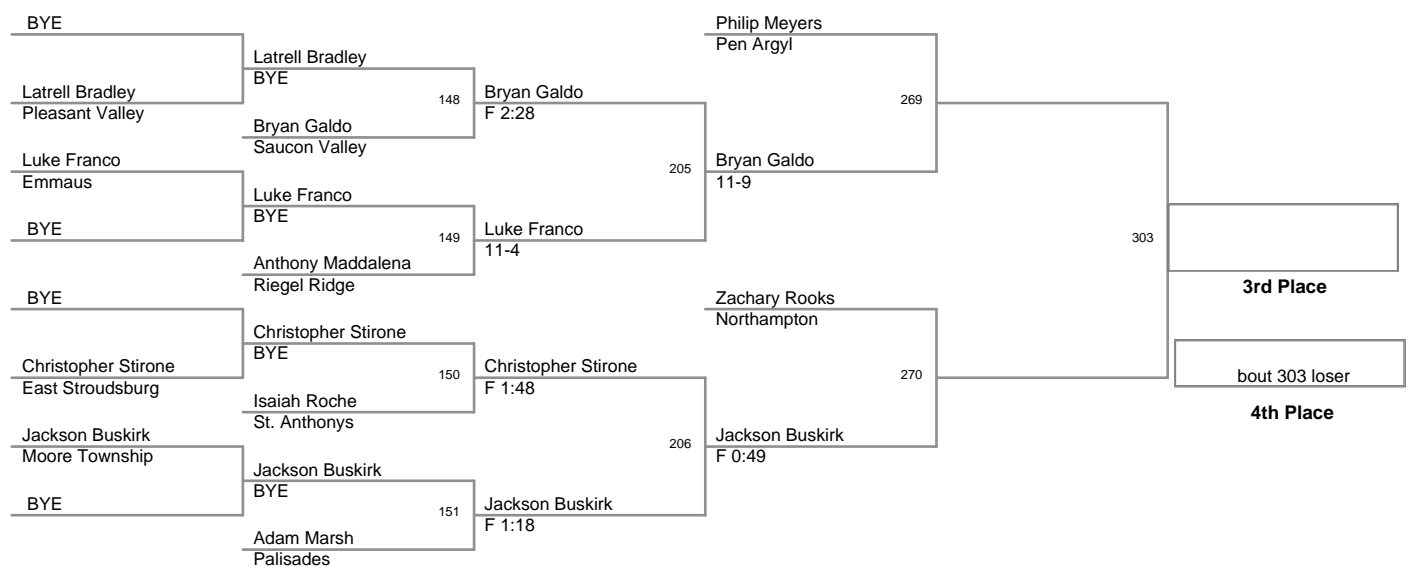 BYE
Latrell Bradley
Pleasant Valley
Luke Franco
Emmaus
BYE
BYE
Christopher Stirone
East Stroudsburg
Jackson Buskirk
Moore Township
BYE
Latrell Bradley
BYE
148
Bryan Galdo
Saucon Valley
Luke Franco
BYE
149
Anthony Maddalena
Riegel Ridge
Christopher Stirone
BYE
150
Isaiah Roche
St. Anthonys
Jackson Buskirk
BYE
151
Adam Marsh
Palisades
Bryan Galdo
F 2:28
205
Luke Franco
11-4
Christopher Stirone
F 1:48
206
Jackson Buskirk
F 1:18
Philip Meyers
Pen Argyl
269
Bryan Galdo
11-9
Zachary Rooks
Northampton
270
Jackson Buskirk
F 0:49
303
3rd Place
bout 303 loser
4th Place